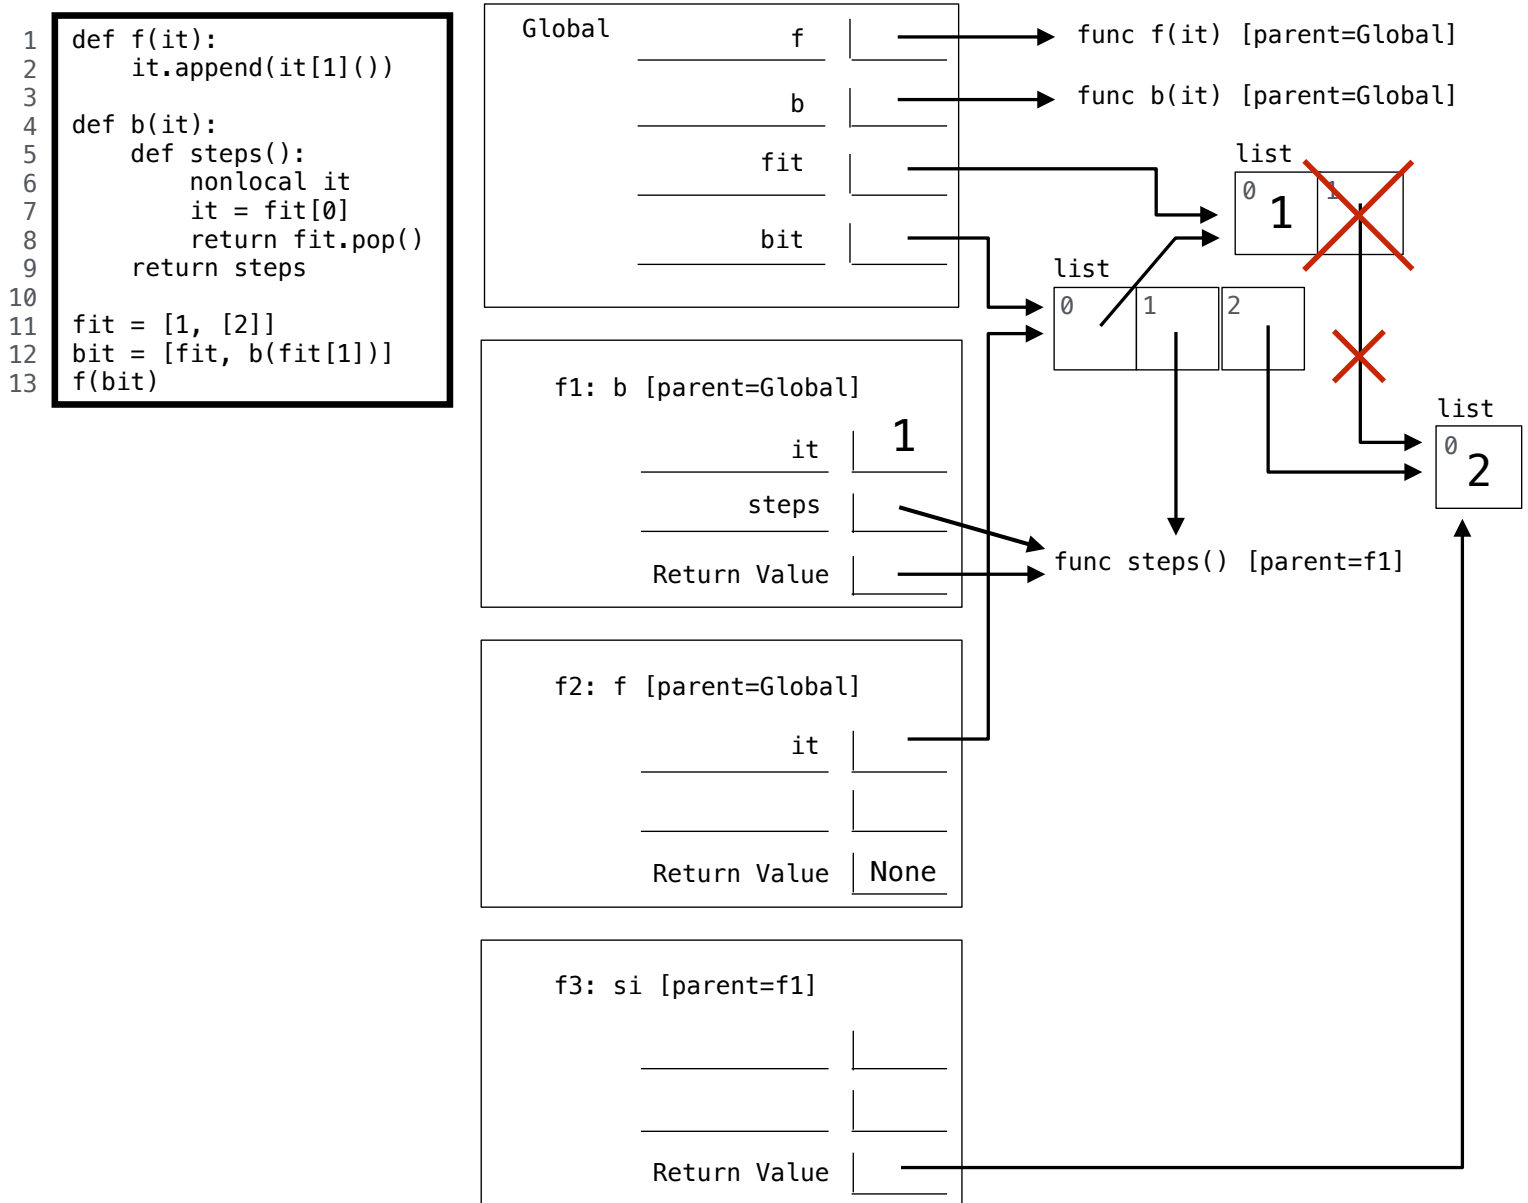 1 def f(it):
2     it.append(it[1]())
3
4 def b(it):
5     def steps():
6         nonlocal it
7         it = fit[0]
8         return fit.pop()
9     return steps
10
11 fit = [1, [2]]
12 bit = [fit, b(fit[1])]
13 f(bit)
Global
f
func f(it) [parent=Global]
b
func b(it) [parent=Global]
fit
list
0 1 1
bit
list
0 1 2
f1: b [parent=Global]
it 1
steps
Return Value
list
0 2
func steps() [parent=f1]
f2: f [parent=Global]
it
Return Value None
f3: si [parent=f1]
Return Value